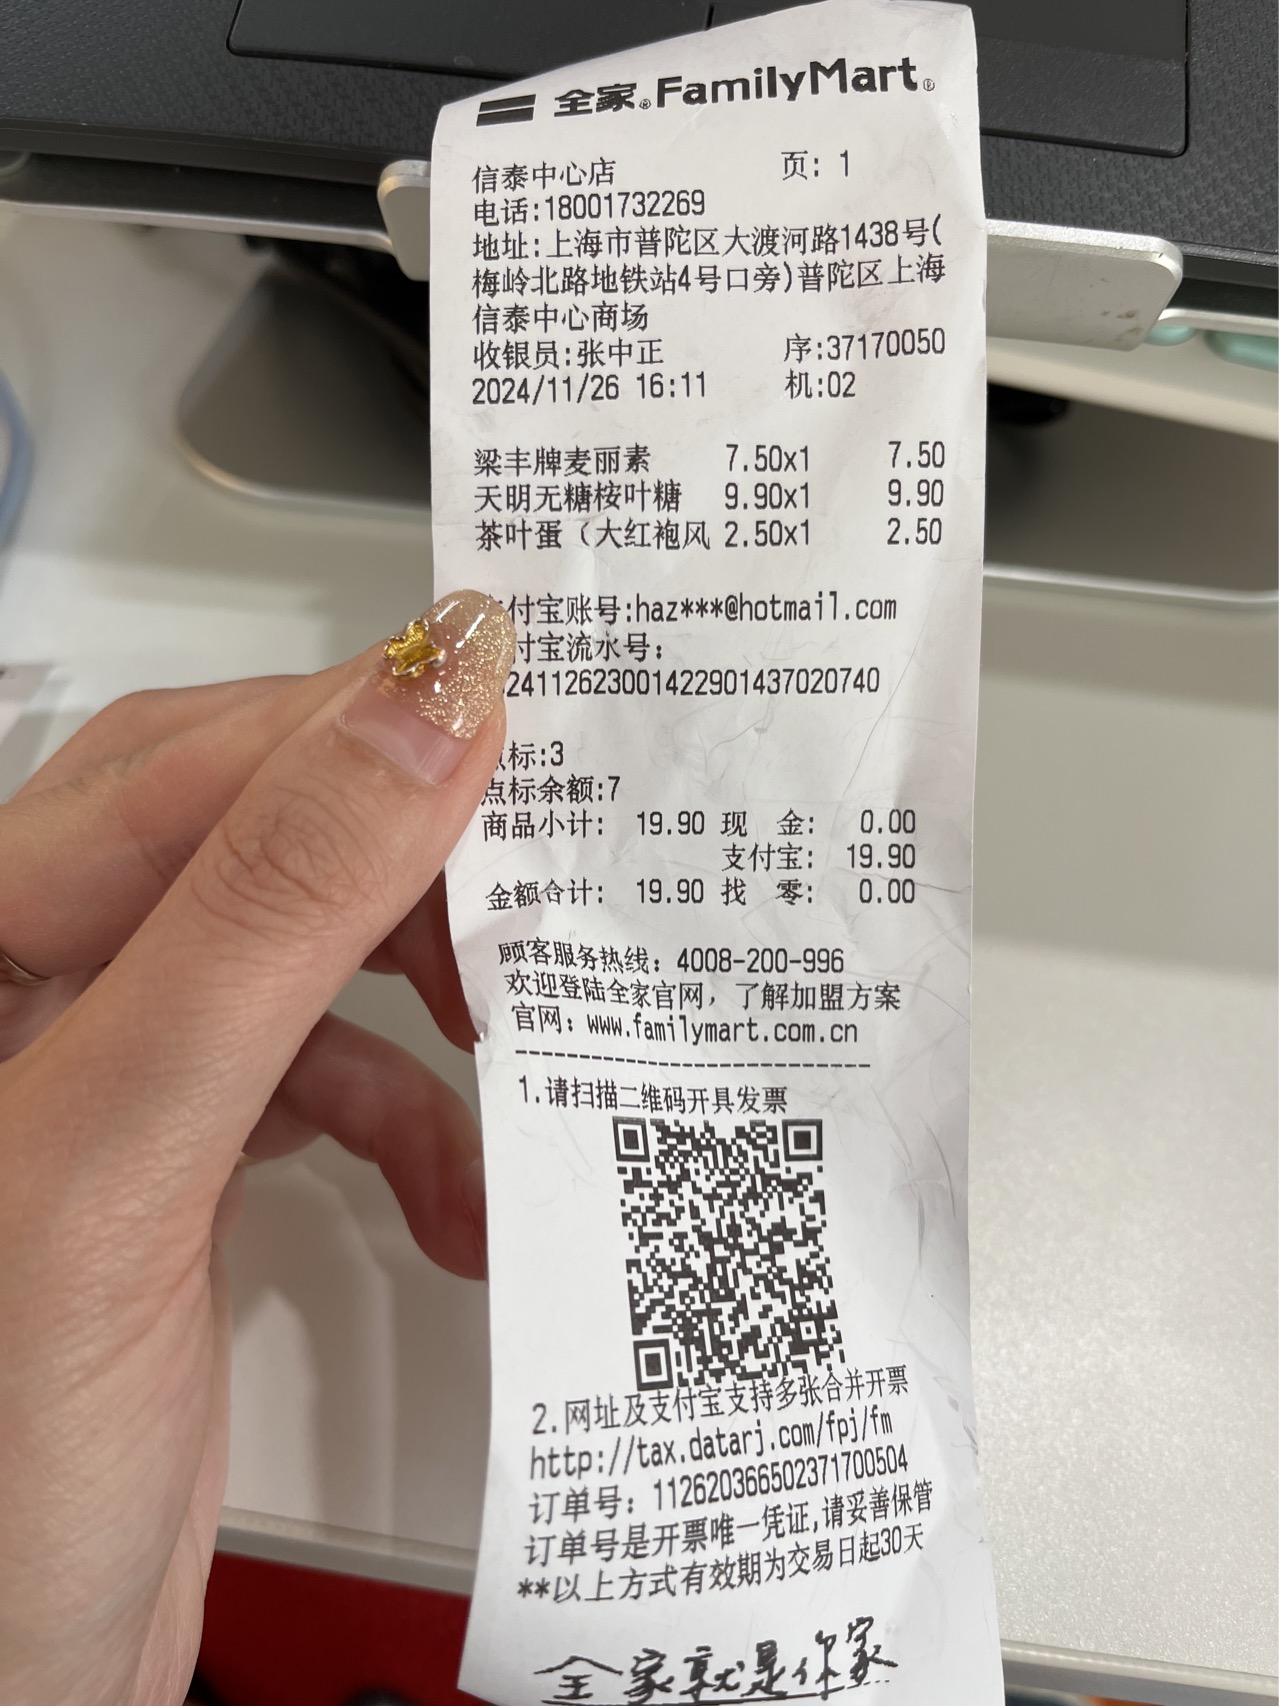 全家® FamilyMart®
信泰中心店 页: 1
电话:18001732269
地址:上海市普陀区大渡河路1438号(
梅岭北路地铁站4号口旁)普陀区上海
信泰中心商场
收银员:张中正 序:37170050
2024/11/26 16:11 机:02
梁丰牌麦丽素 7.50x1 7.50
天明无糖桉叶糖 9.90x1 9.90
茶叶蛋（大红袍风 2.50x1 2.50
付宝账号:haz***@hotmail.com
付宝流水号:
24112623001422901437020740
标:3
点标余额:7
商品小计: 19.90 现 金: 0.00
支付宝: 19.90
金额合计: 19.90 找 零: 0.00
顾客服务热线: 4008-200-996
欢迎登陆全家官网, 了解加盟方案
官网: www.familymart.com.cn
1.请扫描二维码开具发票
2.网址及支付宝支持多张合并开票
http://tax.datarj.com/fpj/fm
订单号: 112620366502371700504
订单号是开票唯一凭证,请妥善保管
**以上方式有效期为交易日起30天
全家就是你家